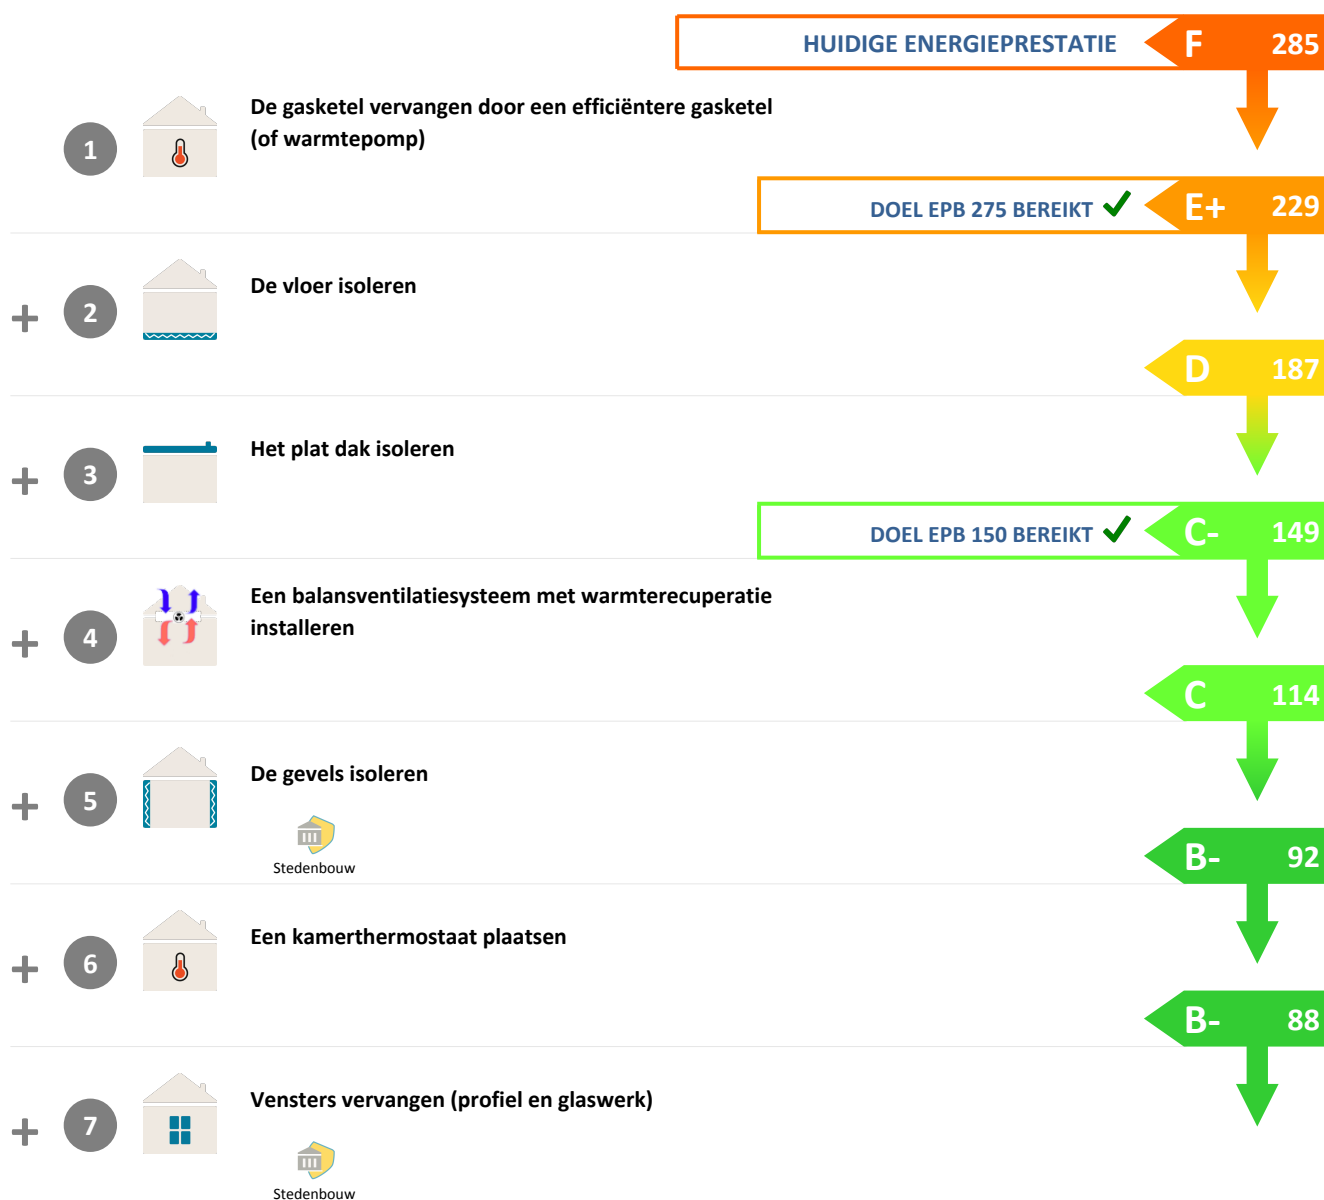 HUIDIGE ENERGIEPRESTATIE F 285
1 De gasketel vervangen door een efficiëntere gasketel
(of warmtepomp)
DOEL EPB 275 BEREIKT ✔ E+ 229
+ 2 De vloer isoleren
D 187
+ 3 Het plat dak isoleren
DOEL EPB 150 BEREIKT ✔ C- 149
+ 4 Een balansventilatiesysteem met warmterecuperatie
installeren
C 114
+ 5 De gevels isoleren
Stedenbouw
B- 92
+ 6 Een kamerthermostaat plaatsen
B- 88
+ 7 Vensters vervangen (profiel en glaswerk)
Stedenbouw